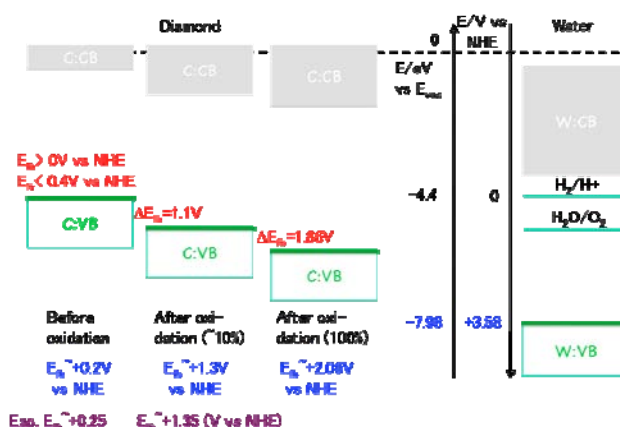 Diamond
E/V vs
NHE
Water
0
E/eV
vs Evac
C:CB
C:CB
C:CB
W:CB
Efb> 0V vs NHE
Efb< 0.4V vs NHE
-4.4
0
H2/H+
H2O/O2
ΔEfb=1.1V
ΔEfb=1.86V
C:VB
C:VB
C:VB
-7.98
+3.58
W:VB
Before
oxidation
After oxi-
dation (~10%)
After oxi-
dation (100%)
Efb~+0.2V
vs NHE
Efb~+1.3V
vs NHE
Efb~+2.06V
vs NHE
Exp. Efb~+0.25
Efb~+1.35 (V vs NHE)